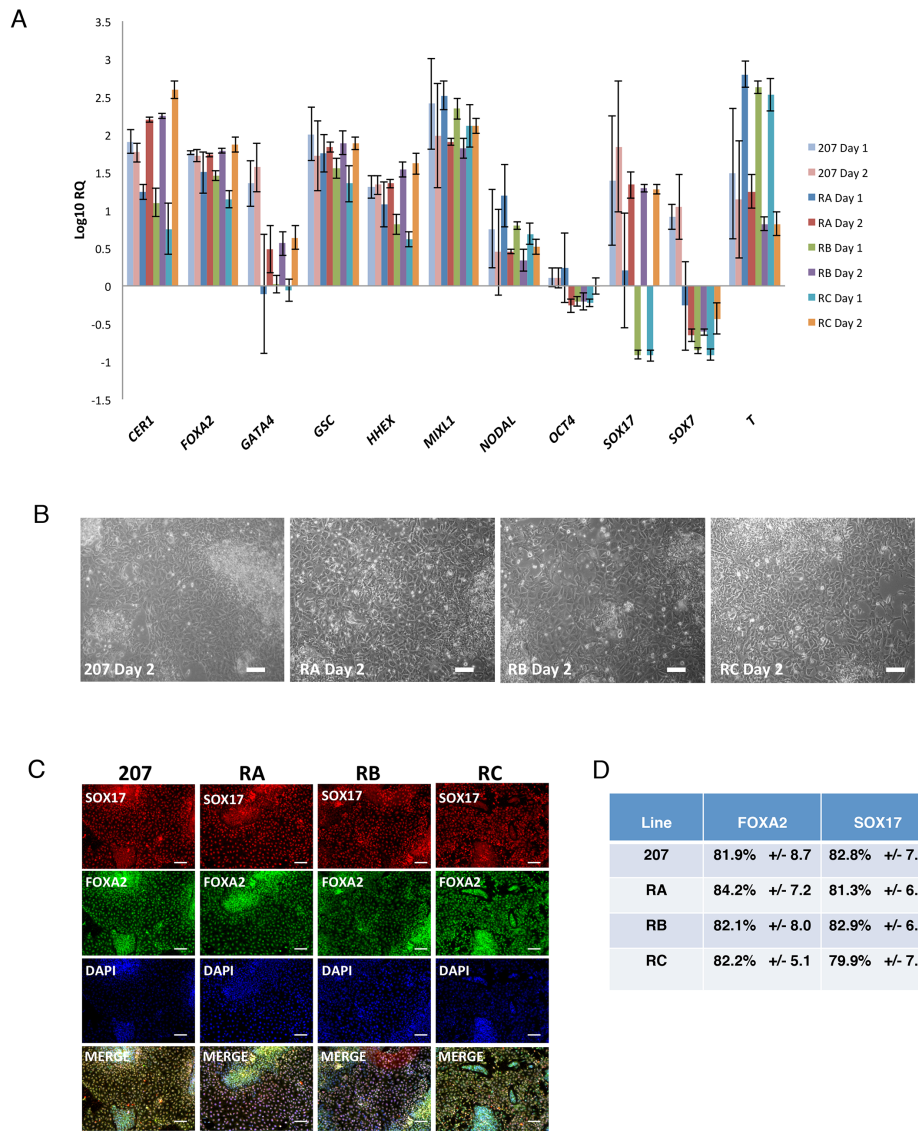 A
3.5
3
2.5
2
1.5
1
0.5
0
-0.5
-1
-1.5
Log10 RQ
CER1
FOXA2
GATA4
GSC
HHEX
MIXL1
NODAL
OCT4
SOX17
SOX7
T
207 Day 1
207 Day 2
RA Day 1
RA Day 2
RB Day 1
RB Day 2
RC Day 1
RC Day 2
B
207 Day 2
RA Day 2
RB Day 2
RC Day 2
C
207 RA RB RC
SOX17 SOX17 SOX17 SOX17
FOXA2 FOXA2 FOXA2 FOXA2
DAPI DAPI DAPI DAPI
MERGE MERGE MERGE MERGE
D
Line FOXA2 SOX17
207 81.9% +/- 8.7 82.8% +/- 7.
RA 84.2% +/- 7.2 81.3% +/- 6.
RB 82.1% +/- 8.0 82.9% +/- 6.
RC 82.2% +/- 5.1 79.9% +/- 7.